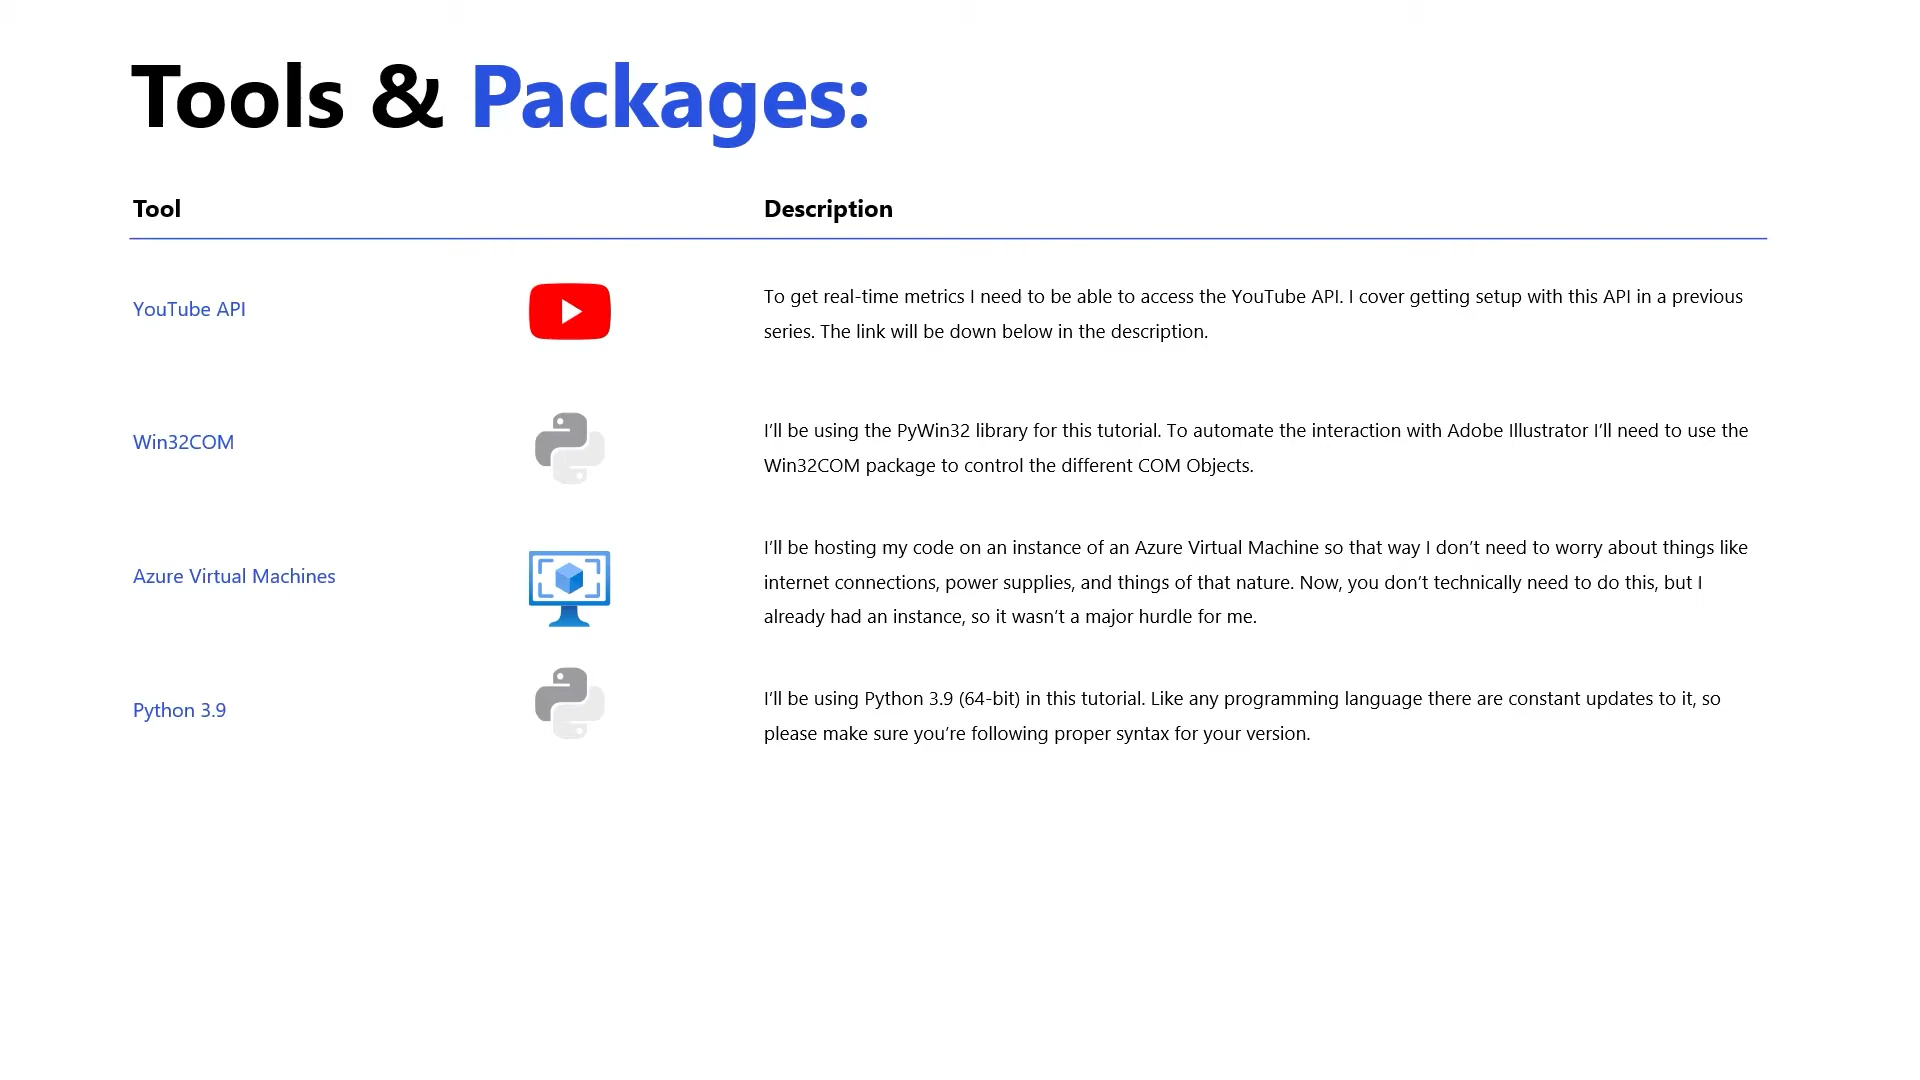 Tools & Packages:
Tool
Description
YouTube API
To get real-time metrics I need to be able to access the YouTube API. I cover getting setup with this API in a previous
series. The link will be down below in the description.
Win32COM
I’ll be using the PyWin32 library for this tutorial. To automate the interaction with Adobe Illustrator I’ll need to use the
Win32COM package to control the different COM Objects.
Azure Virtual Machines
I’ll be hosting my code on an instance of an Azure Virtual Machine so that way I don’t need to worry about things like
internet connections, power supplies, and things of that nature. Now, you don’t technically need to do this, but I
already had an instance, so it wasn’t a major hurdle for me.
Python 3.9
I’ll be using Python 3.9 (64-bit) in this tutorial. Like any programming language there are constant updates to it, so
please make sure you’re following proper syntax for your version.